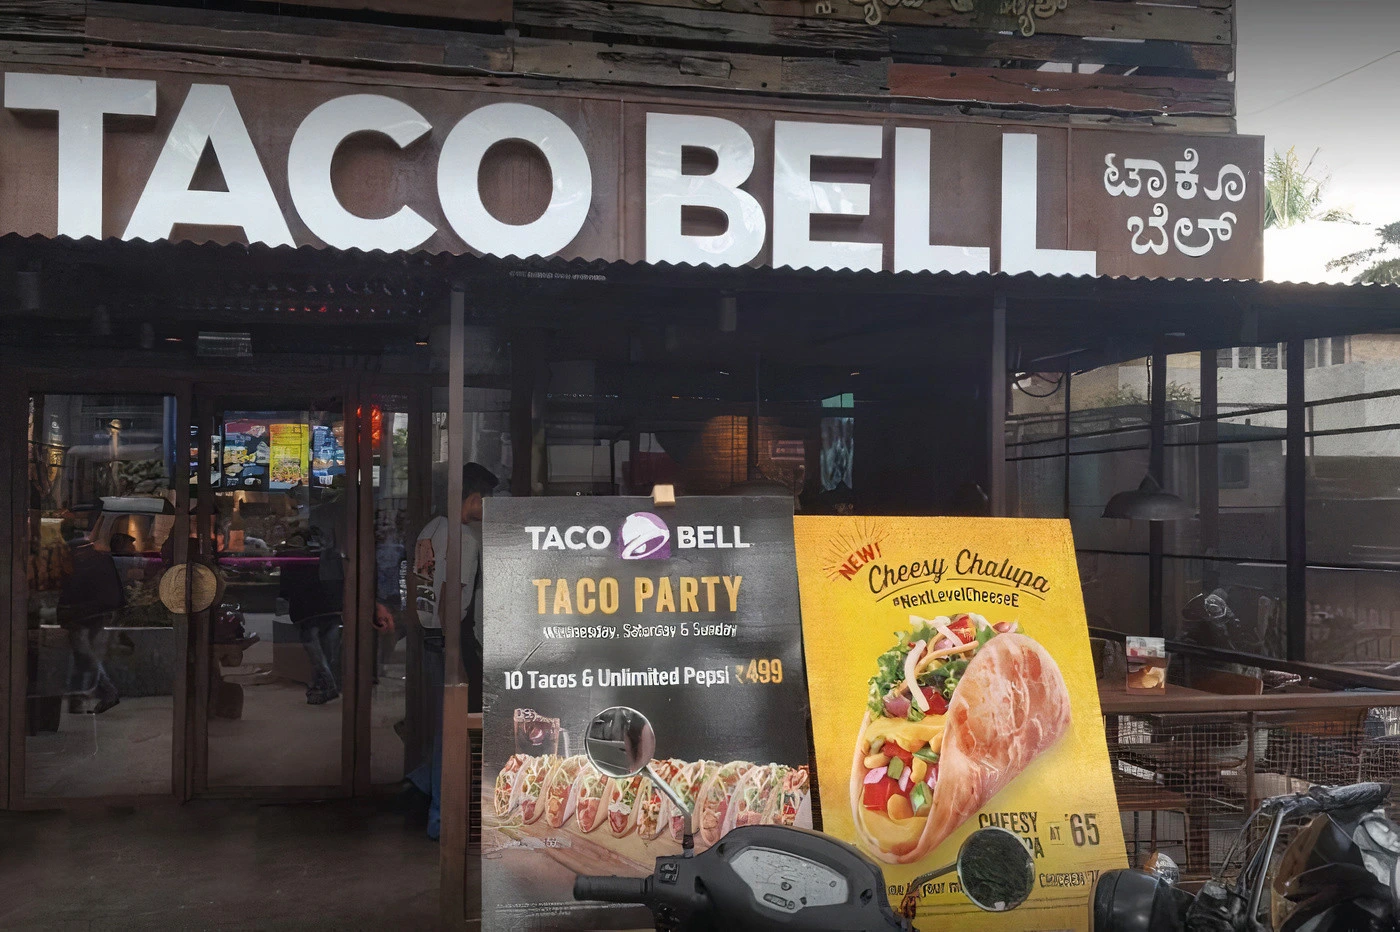 TACO BELL
ಟಾಕೊ
ಬೆಲ್
TACO BELL
TACO PARTY
Wednesday, Saturday & Sunday
10 Tacos & Unlimited Pepsi ₹499
NEW!
Cheesy Chalupa
#NextLevelCheeseE
CHEESY
AT ₹65